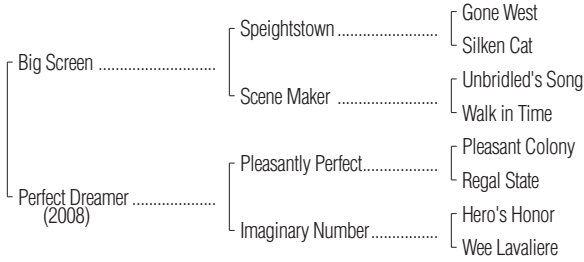 Gone West
Speightstown
Silken Cat
Big Screen
Unbridled's Song
Scene Maker
Walk in Time
Pleasant Colony
Pleasantly Perfect
Regal State
Perfect Dreamer
(2008)
Hero's Honor
Imaginary Number
Wee Lavaliere